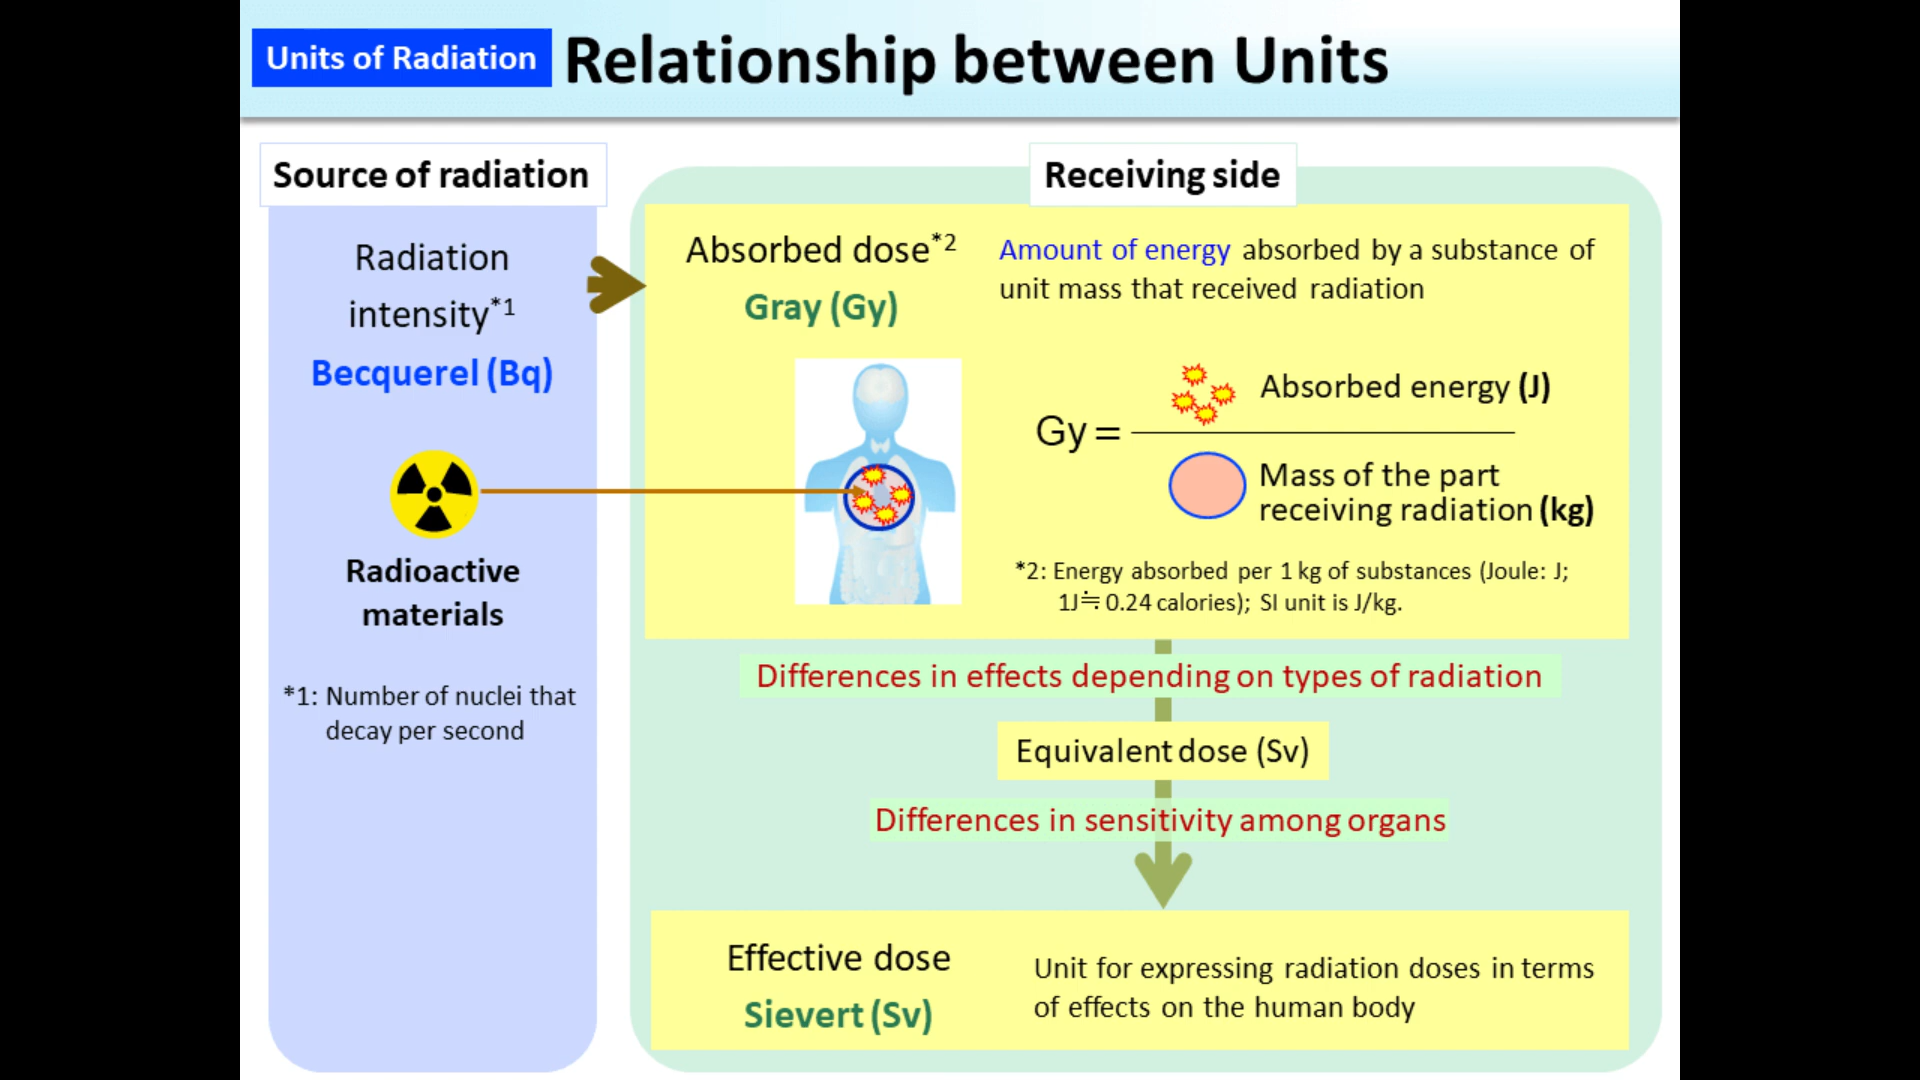 Units of Radiation
Relationship between Units
Source of radiation
Radiation
intensity*1
Becquerel (Bq)
Radioactive
materials
*1: Number of nuclei that
decay per second
Receiving side
Absorbed dose*2
Gray (Gy)
Amount of energy absorbed by a substance of
unit mass that received radiation
Gy =
Absorbed energy (J)
Mass of the part
receiving radiation (kg)
*2: Energy absorbed per 1 kg of substances (Joule: J;
1J≒0.24 calories); SI unit is J/kg.
Differences in effects depending on types of radiation
Equivalent dose (Sv)
Differences in sensitivity among organs
Effective dose
Sievert (Sv)
Unit for expressing radiation doses in terms
of effects on the human body